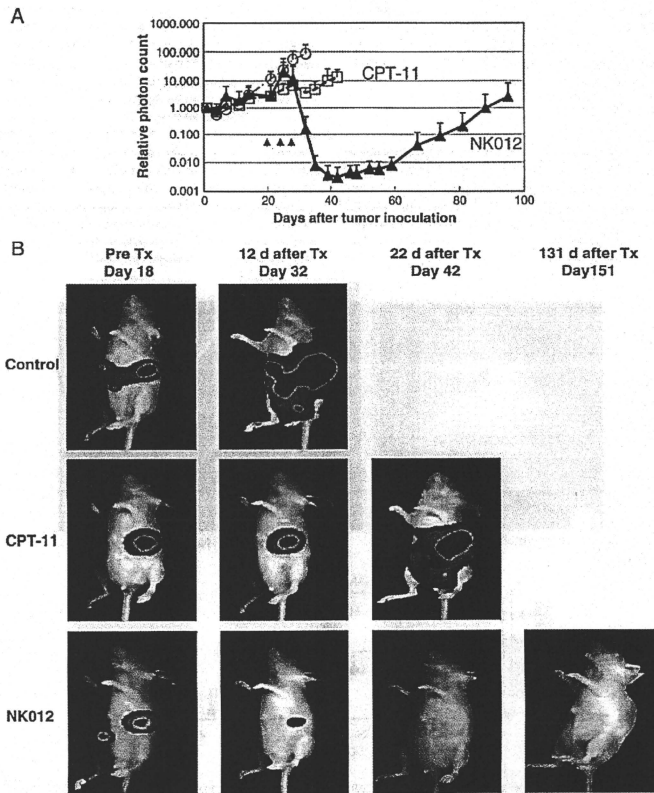 A
Relative photon count
1000.000
100.000
10.000
1.000
0.100
0.010
0.001
CPT-11
NK012
0 20 40 60 80 100
Days after tumor inoculation
B
Pre Tx 12 d after Tx 22 d after Tx 131 d after Tx
Day 18 Day 32 Day 42 Day151
Control
CPT-11
NK012